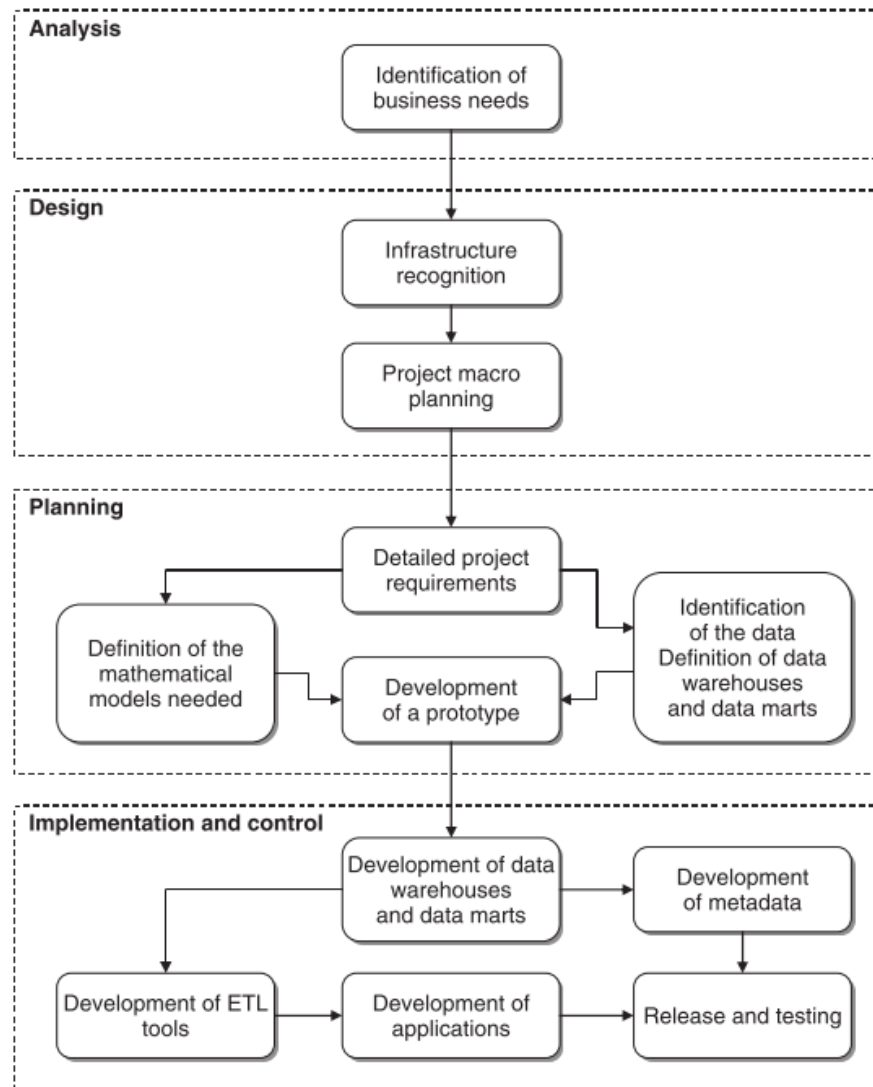 Analysis
Identification of
business needs
Design
Infrastructure
recognition
Project macro
planning
Planning
Detailed project
requirements
Definition of the
mathematical
models needed
Development
of a prototype
Identification
of the data
Definition of data
warehouses
and data marts
Implementation and control
Development of data
warehouses
and data marts
Development
of metadata
Development of ETL
tools
Development of
applications
Release and testing